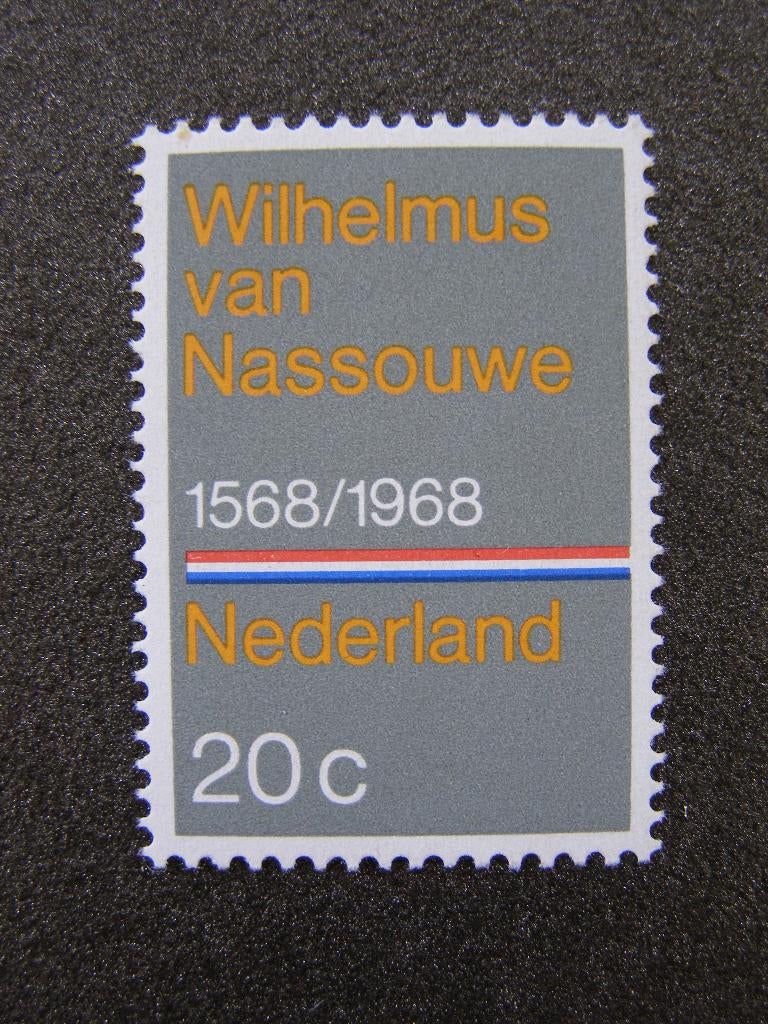 Wilhelmus
van
Nassouwe
1568/1968
Nederland
20 c